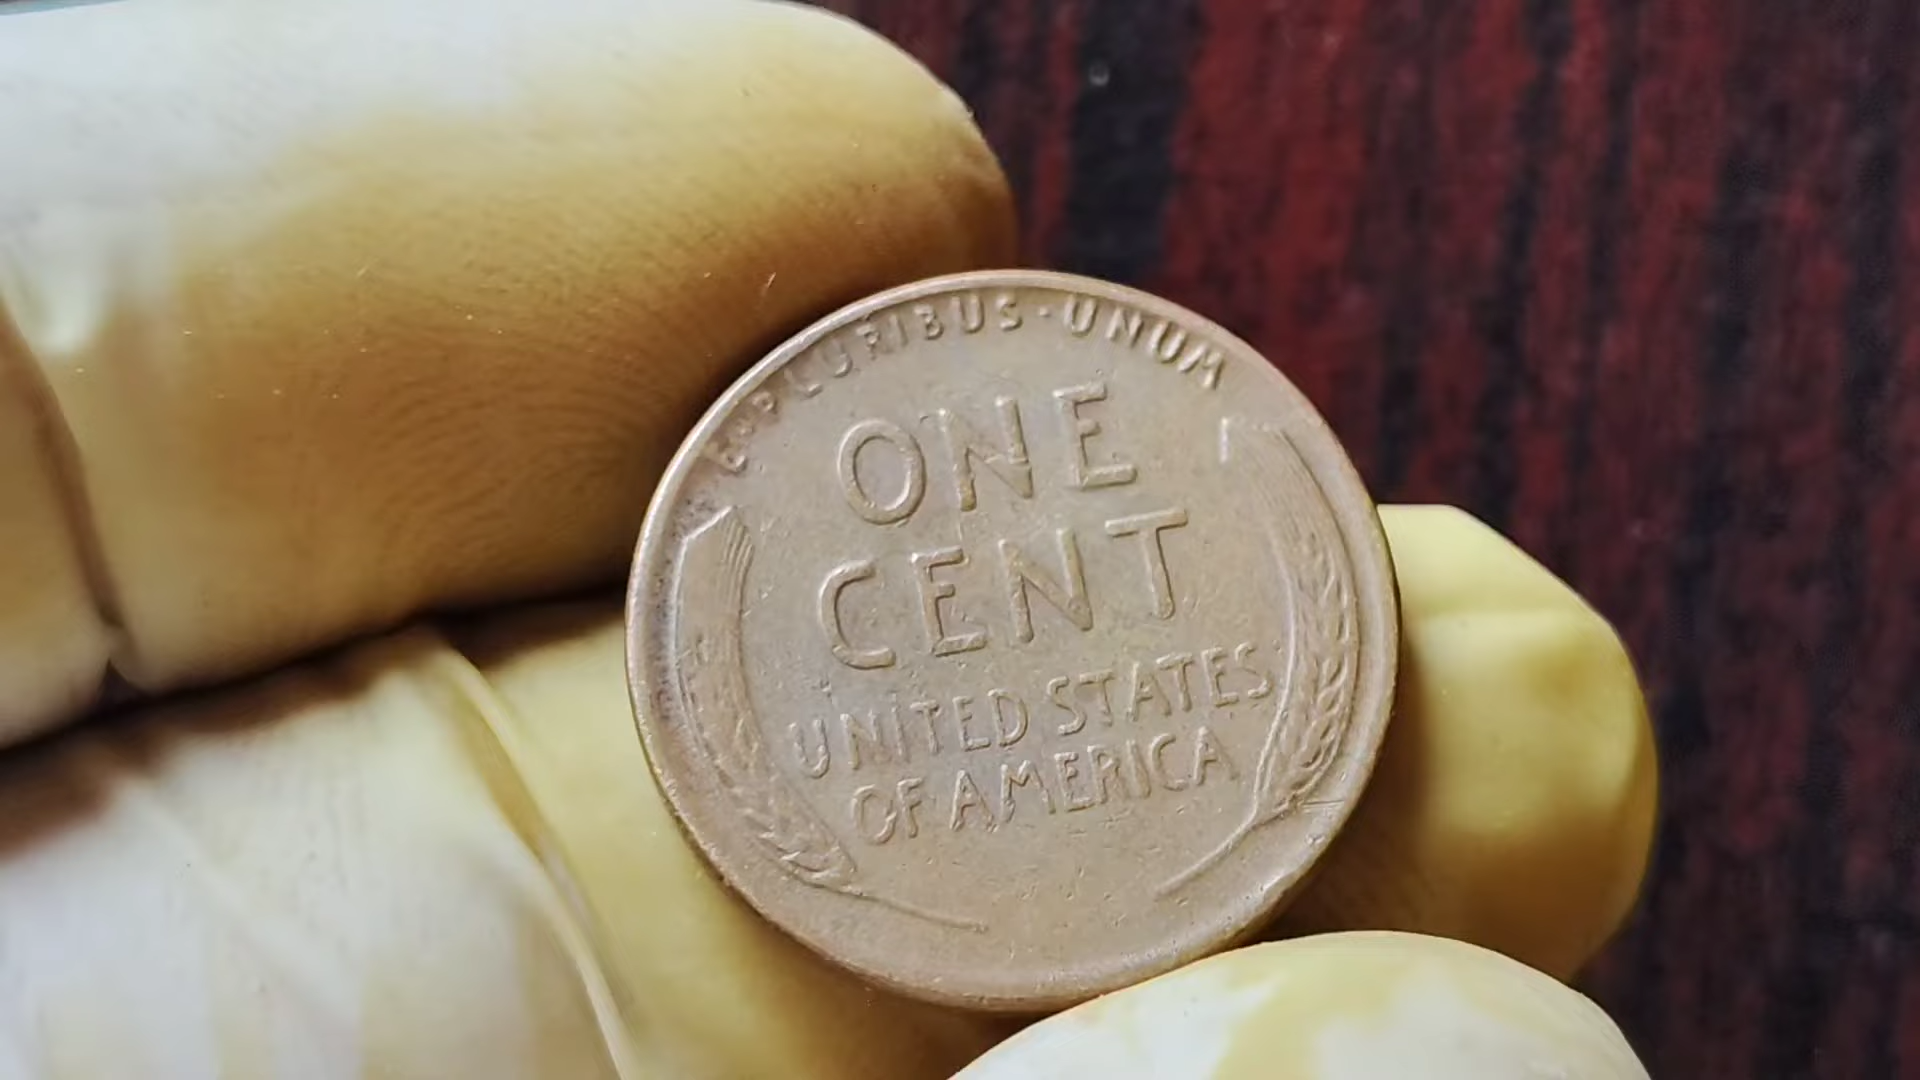 E·PLURIBUS·UNUM
ONE
CENT
UNITED STATES
OF AMERICA